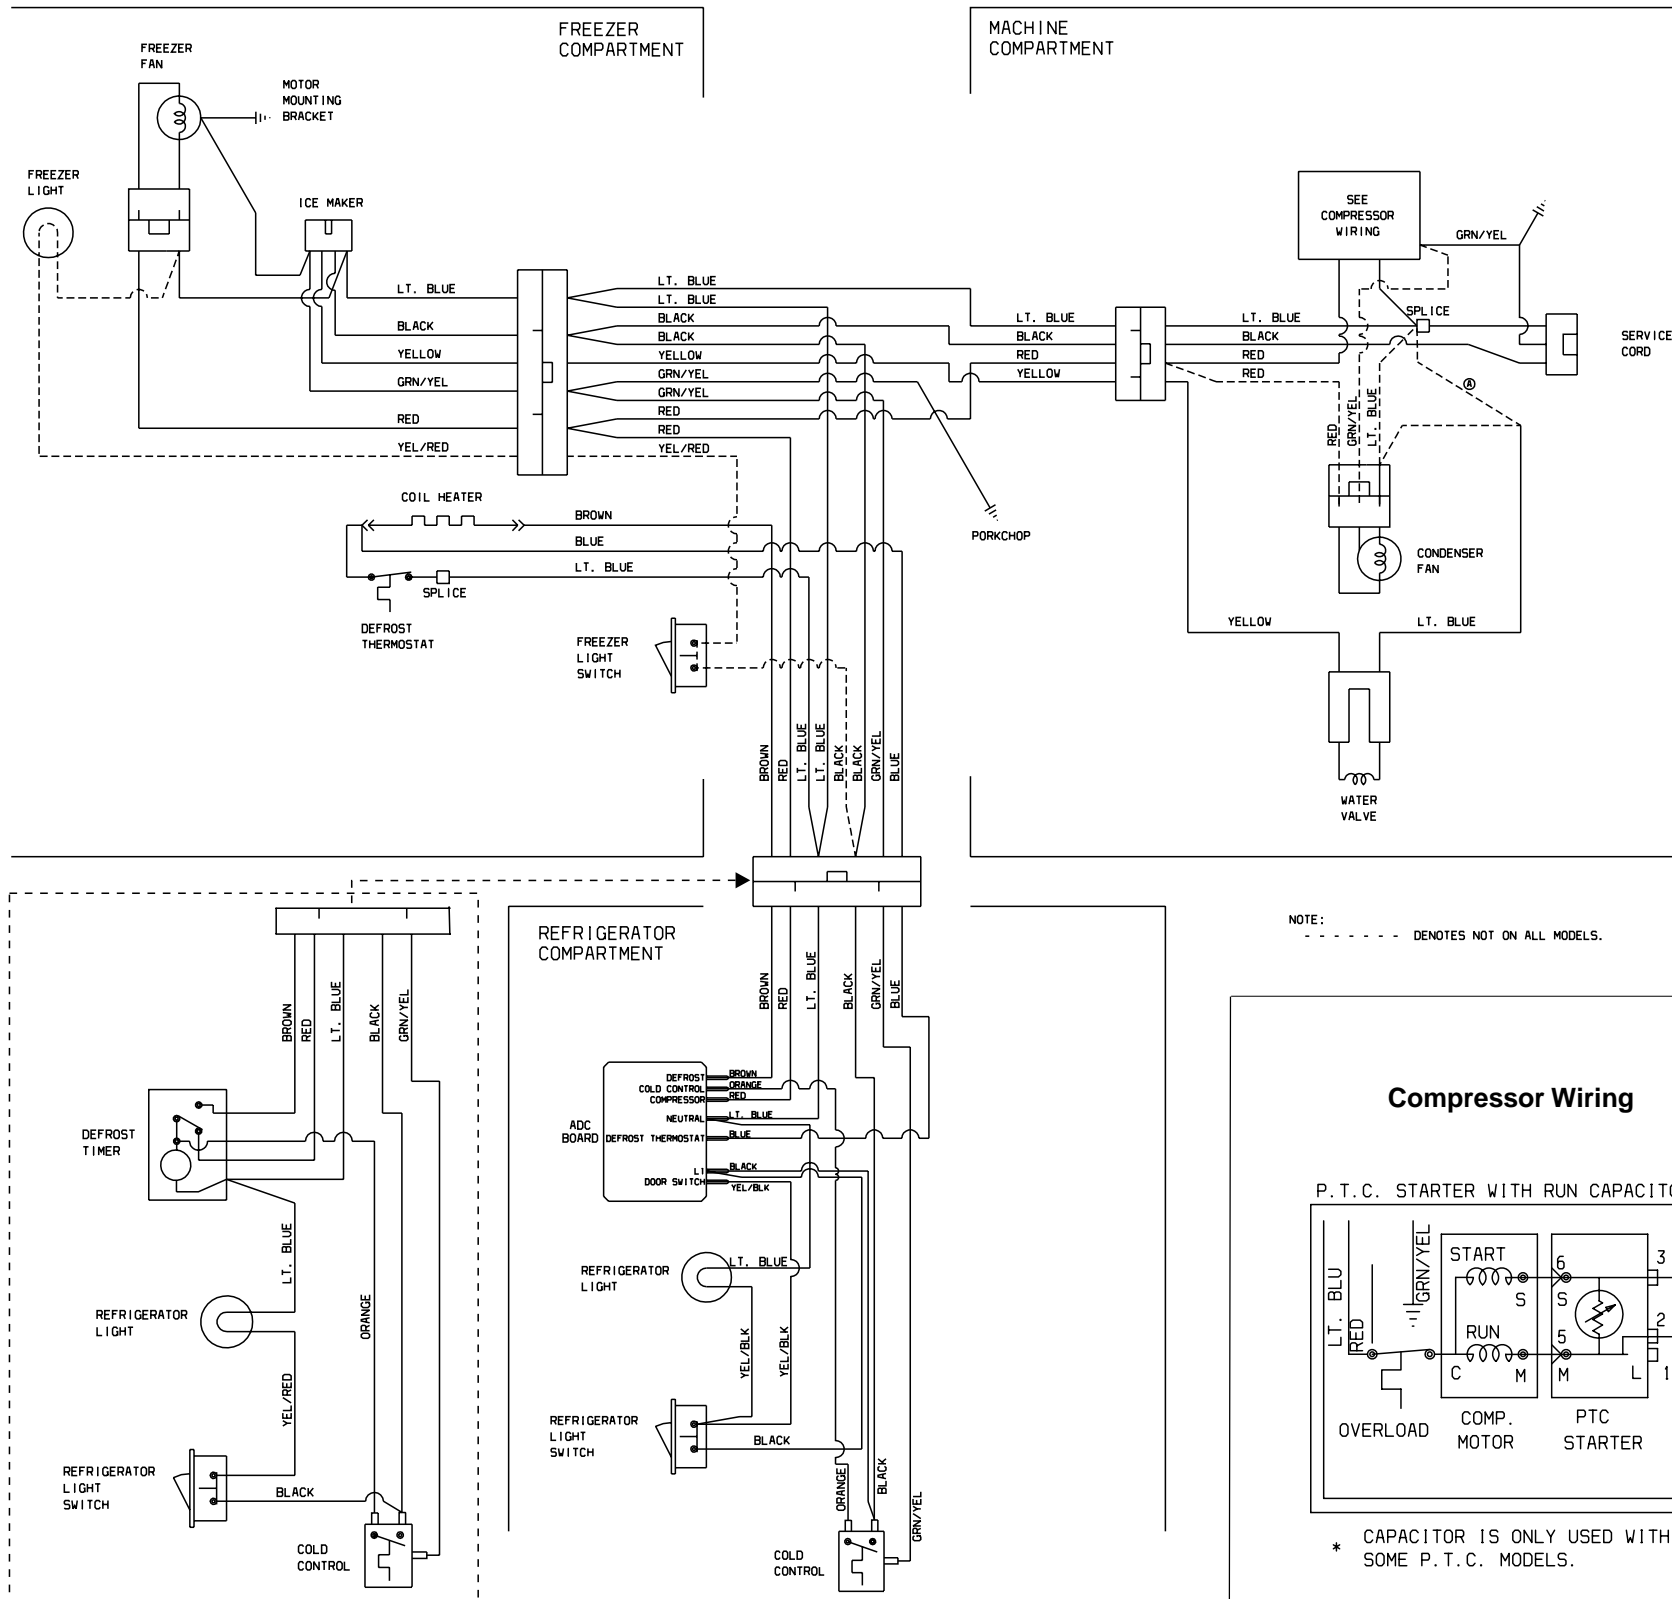 FREEZER
COMPARTMENT
MACHINE
COMPARTMENT
FREEZER
FAN
MOTOR
MOUNTING
BRACKET
FREEZER
LIGHT
ICE MAKER
LT. BLUE
BLACK
YELLOW
GRN/YEL
RED
YEL/RED
LT. BLUE
LT. BLUE
BLACK
BLACK
YELLOW
GRN/YEL
GRN/YEL
RED
RED
YEL/RED
LT. BLUE
BLACK
RED
YELLOW
LT. BLUE
BLACK
RED
RED
SEE
COMPRESSOR
WIRING
GRN/YEL
SPLICE
SERVICE
CORD
A
RED
GRN/YEL
LT. BLUE
CONDENSER
FAN
YELLOW
LT. BLUE
WATER
VALVE
PORKCHOP
COIL HEATER
BROWN
BLUE
LT. BLUE
SPLICE
DEFROST
THERMOSTAT
FREEZER
LIGHT
SWITCH
BROWN
RED
LT. BLUE
LT. BLUE
BLACK
BLACK
GRN/YEL
BLUE
REFRIGERATOR
COMPARTMENT
BROWN
RED
LT. BLUE
BLACK
GRN/YEL
BLUE
ADC
BOARD
DEFROST
COLD CONTROL
COMPRESSOR
NEUTRAL
DEFROST THERMOSTAT
L1
DOOR SWITCH
BROWN
ORANGE
RED
LT. BLUE
BLUE
BLACK
YEL/BLK
REFRIGERATOR
LIGHT
LT. BLUE
YEL/BLK
YEL/BLK
REFRIGERATOR
LIGHT
SWITCH
BLACK
ORANGE
BLACK
GRN/YEL
COLD
CONTROL
BROWN
RED
LT. BLUE
BLACK
GRN/YEL
DEFROST
TIMER
LT. BLUE
ORANGE
REFRIGERATOR
LIGHT
YEL/RED
REFRIGERATOR
LIGHT
SWITCH
BLACK
COLD
CONTROL
NOTE:
- - - - - - - DENOTES NOT ON ALL MODELS.
Compressor Wiring
P.T.C. STARTER WITH RUN CAPACITO
LT. BLU
RED
GRN/YEL
START
S
RUN
C
M
6
S
5
M
L
3
2
1
OVERLOAD
COMP.
MOTOR
PTC
STARTER
* CAPACITOR IS ONLY USED WITH
SOME P.T.C. MODELS.